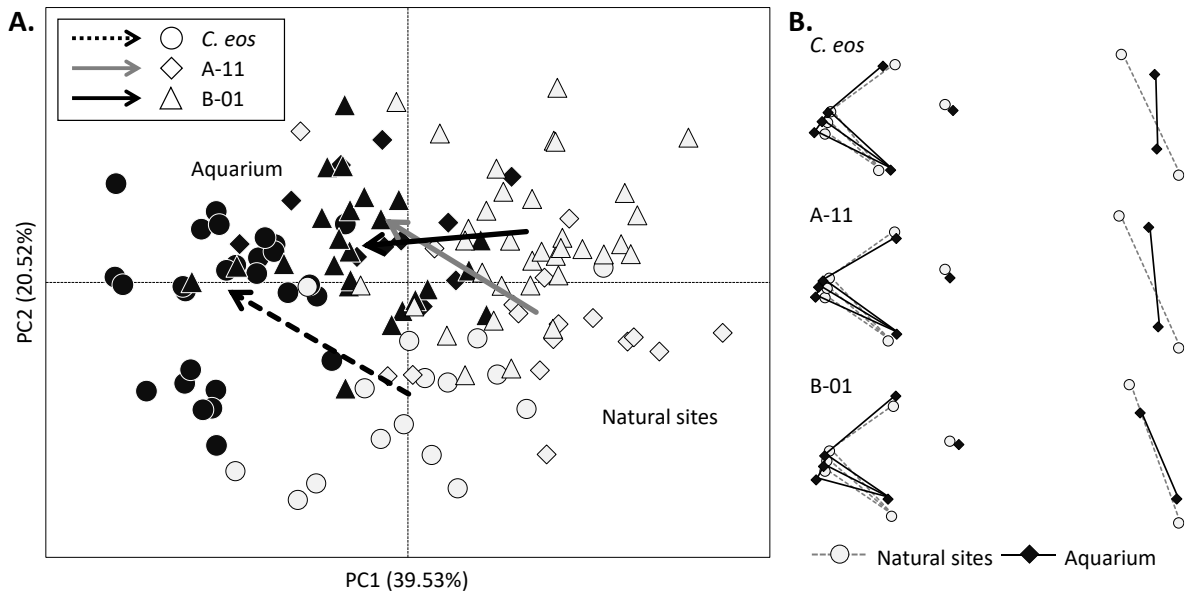 A.
C. eos
A-11
B-01
Aquarium
Natural sites
PC2 (20.52%)
PC1 (39.53%)
B.
C. eos
A-11
B-01
Natural sites
Aquarium